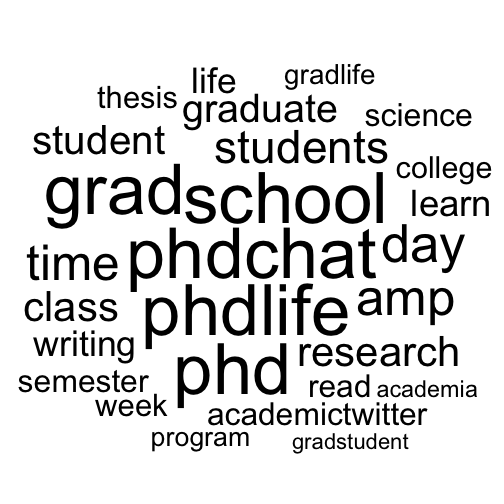 life gradlife
thesis graduate science
student students college
grad school learn
time phdchat day
class phdlife amp
writing phd research
semester read academia
week academictwitter
program gradstudent